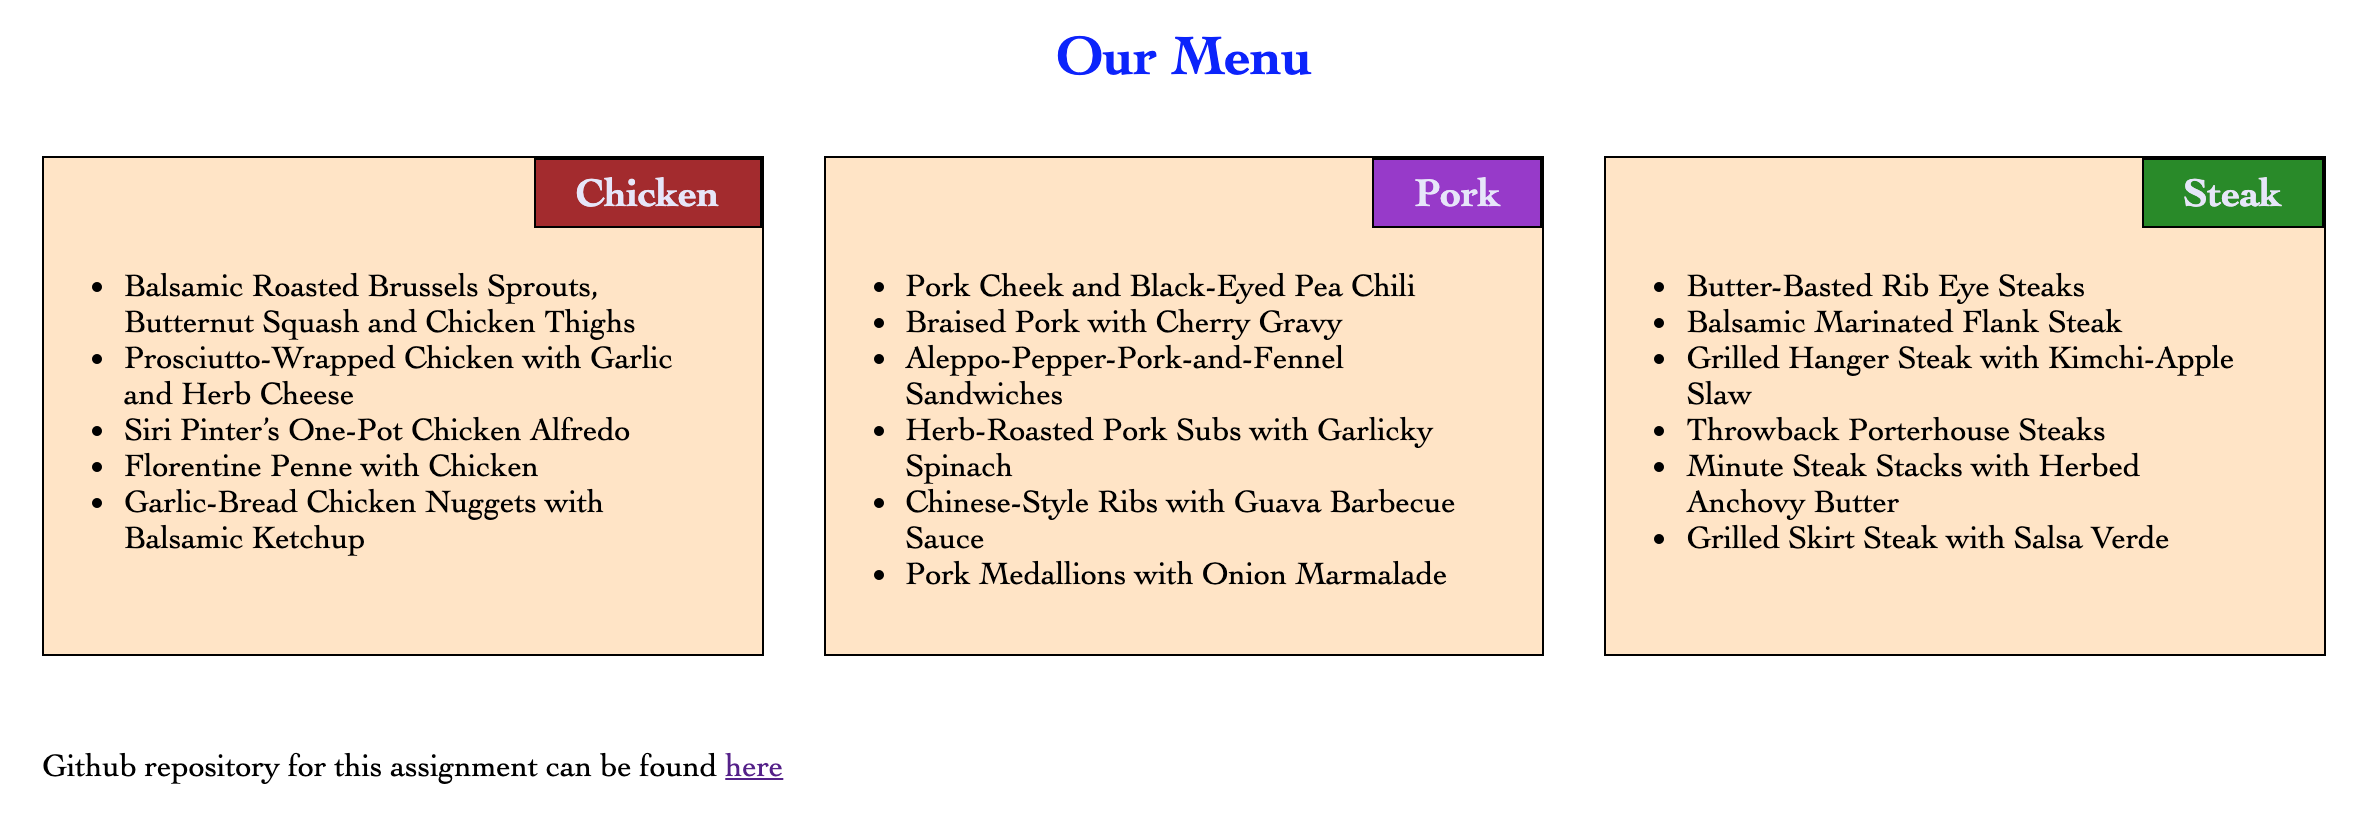 Our Menu
Chicken
Balsamic Roasted Brussels Sprouts,
Butternut Squash and Chicken Thighs
Prosciutto-Wrapped Chicken with Garlic
and Herb Cheese
Siri Pinter’s One-Pot Chicken Alfredo
Florentine Penne with Chicken
Garlic-Bread Chicken Nuggets with
Balsamic Ketchup
Pork
Pork Cheek and Black-Eyed Pea Chili
Braised Pork with Cherry Gravy
Aleppo-Pepper-Pork-and-Fennel
Sandwiches
Herb-Roasted Pork Subs with Garlicky
Spinach
Chinese-Style Ribs with Guava Barbecue
Sauce
Pork Medallions with Onion Marmalade
Steak
Butter-Basted Rib Eye Steaks
Balsamic Marinated Flank Steak
Grilled Hanger Steak with Kimchi-Apple
Slaw
Throwback Porterhouse Steaks
Minute Steak Stacks with Herbed
Anchovy Butter
Grilled Skirt Steak with Salsa Verde
Github repository for this assignment can be found here